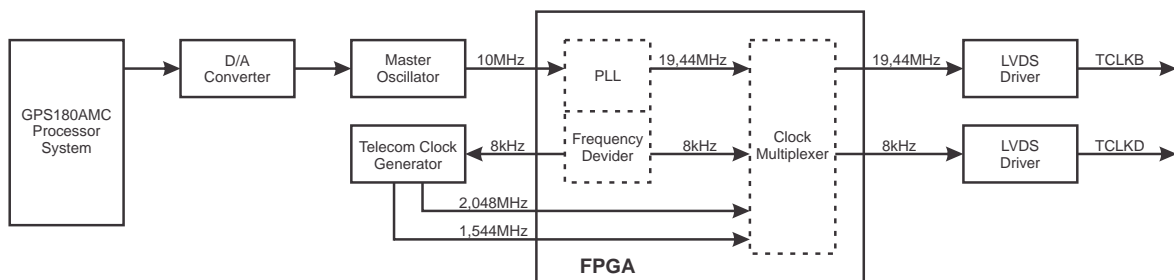 GPS180AMC
Processor
System
D/A
Converter
Master
Oscillator
10MHz
PLL
19,44MHz
19,44MHz
LVDS
Driver
TCLKB
Telecom Clock
Generator
8kHz
Frequency
Devider
8kHz
Clock
Multiplexer
8kHz
LVDS
Driver
TCLKD
2,048MHz
1,544MHz
FPGA